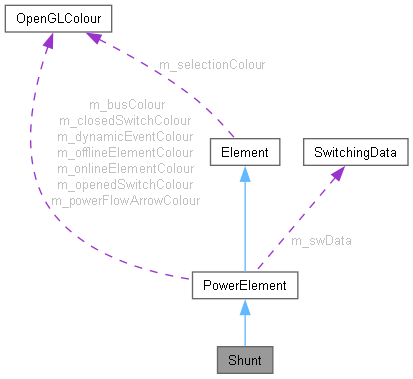 OpenGLColour
m_selectionColour
m_busColour
m_closedSwitchColour
m_dynamicEventColour
m_offlineElementColour
m_onlineElementColour
m_openedSwitchColour
m_powerFlowArrowColour
Element
SwitchingData
m_swData
PowerElement
Shunt